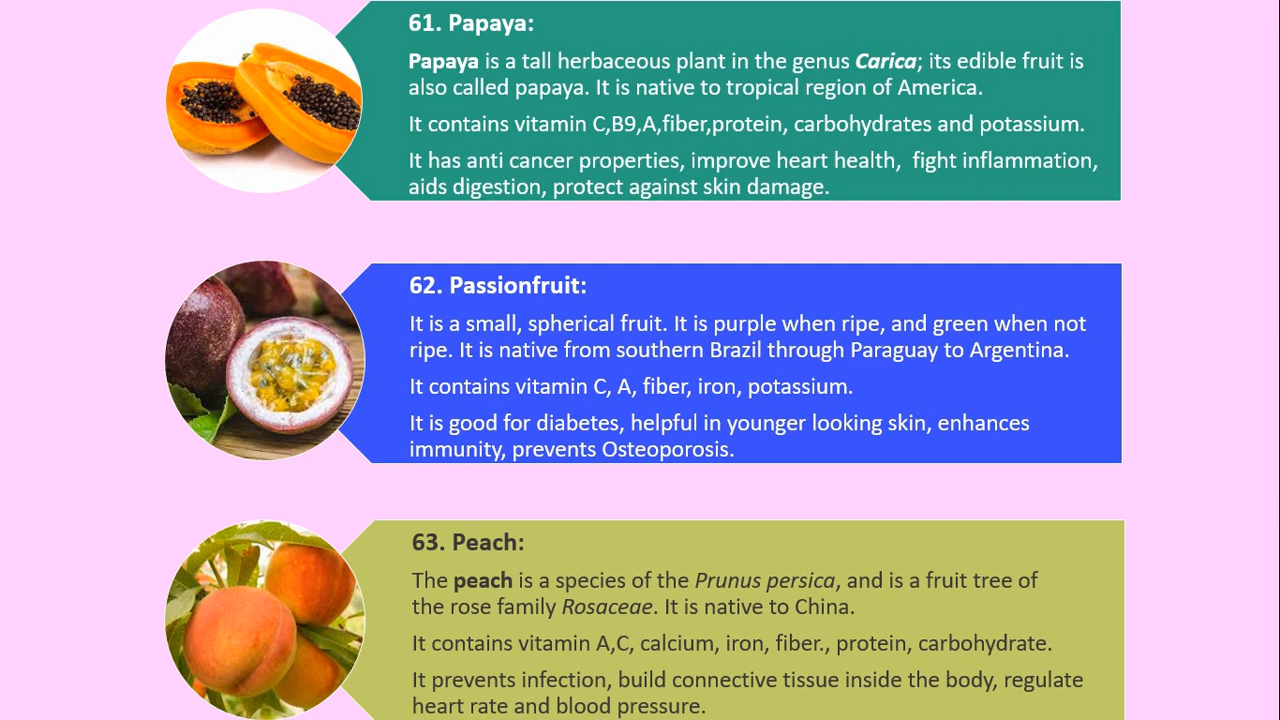 61. Papaya:
Papaya is a tall herbaceous plant in the genus Carica; its edible fruit is
also called papaya. It is native to tropical region of America.
It contains vitamin C,B9,A,fiber,protein, carbohydrates and potassium.
It has anti cancer properties, improve heart health,  fight inflammation,
aids digestion, protect against skin damage.
62. Passionfruit:
It is a small, spherical fruit. It is purple when ripe, and green when not
ripe. It is native from southern Brazil through Paraguay to Argentina.
It contains vitamin C, A, fiber, iron, potassium.
It is good for diabetes, helpful in younger looking skin, enhances
immunity, prevents Osteoporosis.
63. Peach:
The peach is a species of the Prunus persica, and is a fruit tree of
the rose family Rosaceae. It is native to China.
It contains vitamin A,C, calcium, iron, fiber., protein, carbohydrate.
It prevents infection, build connective tissue inside the body, regulate
heart rate and blood pressure.